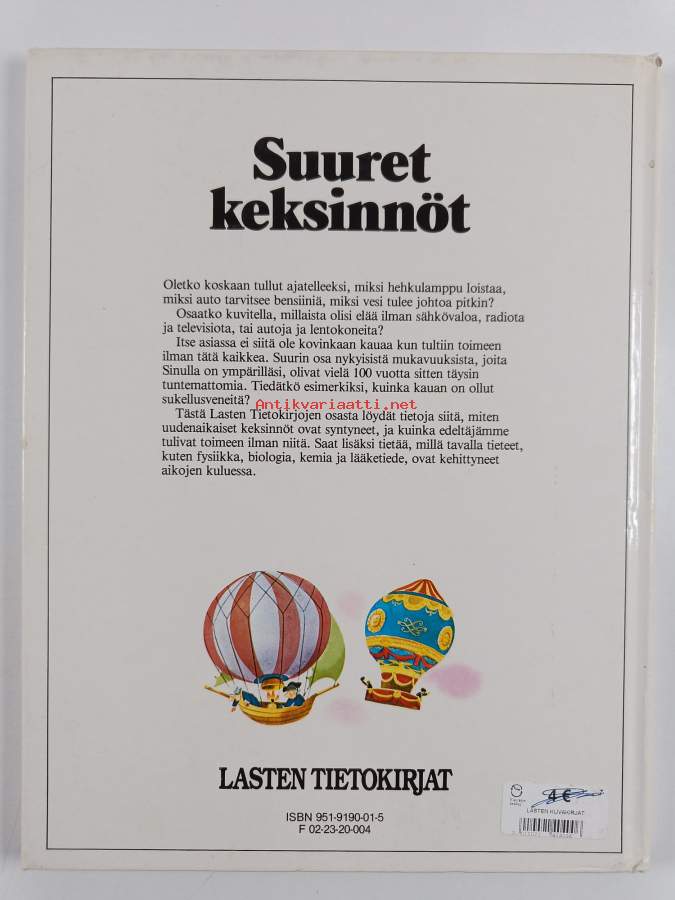 Suuret
keksinnöt
Oletko koskaan tullut ajatelleeksi, miksi hehkulamppu loistaa,
miksi auto tarvitsee bensiiniä, miksi vesi tulee johtoa pitkin?
Osaatko kuvitella, millaista olisi elää ilman sähkövaloa, radiota
ja televisiota, tai autoja ja lentokoneita?
Itse asiassa ei siitä ole kovinkaan kauaa kun tultiin toimeen
ilman tätä kaikkea. Suurin osa nykyisistä mukavuuksista, joita
Sinulla on ympärilläsi, olivat vielä 100 vuotta sitten täysin
tuntemattomia. Tiedätkö esimerkiksi, kuinka kauan on ollut
sukellusveneitä?
Antikvariaatti.net
Tästä Lasten Tietokirjojen osasta löydät tietoja siitä, miten
uudenaikaiset keksinnöt ovat syntyneet, ja kuinka edeltäjämme
tulivat toimeen ilman niitä. Saat lisäksi tietää, millä tavalla tieteet,
kuten fysiikka, biologia, kemia ja lääketiede, ovat kehittyneet
aikojen kuluessa.
LASTEN TIETOKIRJAT
ISBN 951-9190-01-5
F 02-23-20-004
4 €
LASTEN KUVAKIRJAT